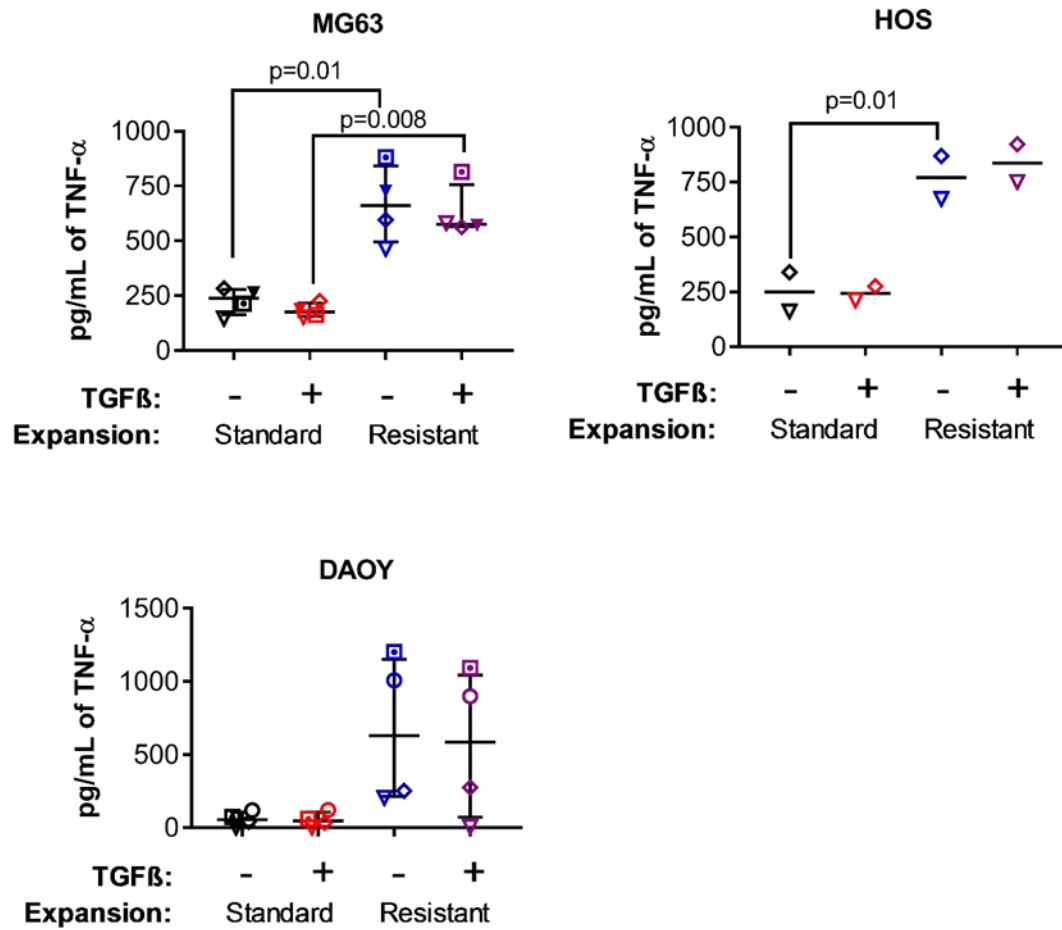 MG63
p=0.01
p=0.008
pg/mL of TNF-α
1000
750
500
250
0
TGFß: - + - +
Expansion: Standard Resistant
HOS
p=0.01
pg/mL of TNF-α
1000
750
500
250
0
TGFß: - + - +
Expansion: Standard Resistant
DAOY
pg/mL of TNF-α
1500
1000
500
0
TGFß: - + - +
Expansion: Standard Resistant